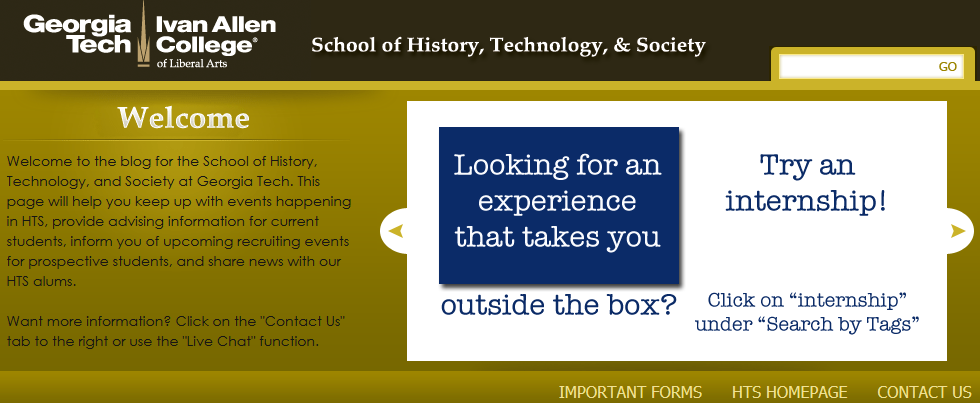 Georgia Tech
Ivan Allen College®
of Liberal Arts
School of History, Technology, & Society
GO
Welcome
Welcome to the blog for the School of History,
Technology, and Society at Georgia Tech. This
page will help you keep up with events happening
in HTS, provide advising information for current
students, inform you of upcoming recruiting events
for prospective students, and share news with our
HTS alums.
Want more information? Click on the "Contact Us"
tab to the right or use the "Live Chat" function.
Looking for an
experience
that takes you
outside the box?
Try an
internship!
Click on “internship”
under “Search by Tags”
IMPORTANT FORMS
HTS HOMEPAGE
CONTACT US